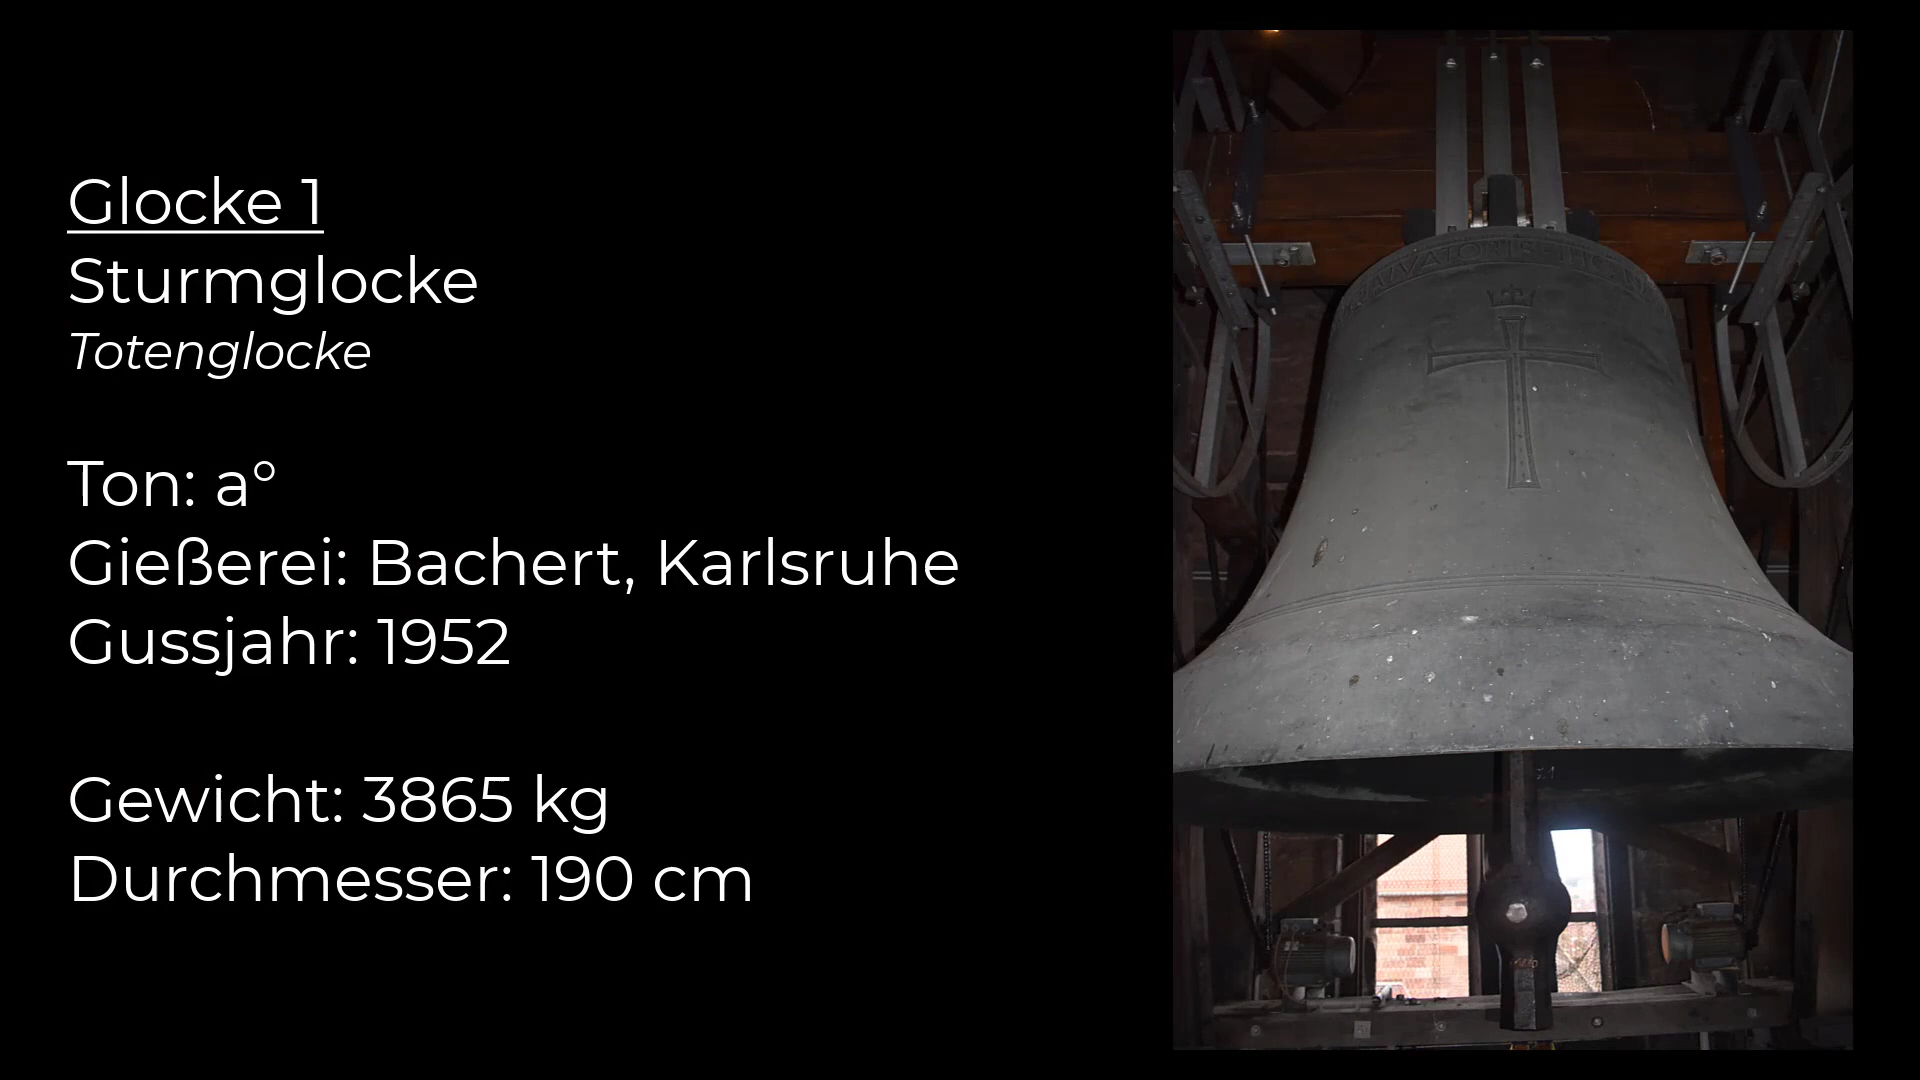 Glocke 1
Sturmglocke
Totenglocke
Ton: a°
Gießerei: Bachert, Karlsruhe
Gussjahr: 1952
Gewicht: 3865 kg
Durchmesser: 190 cm